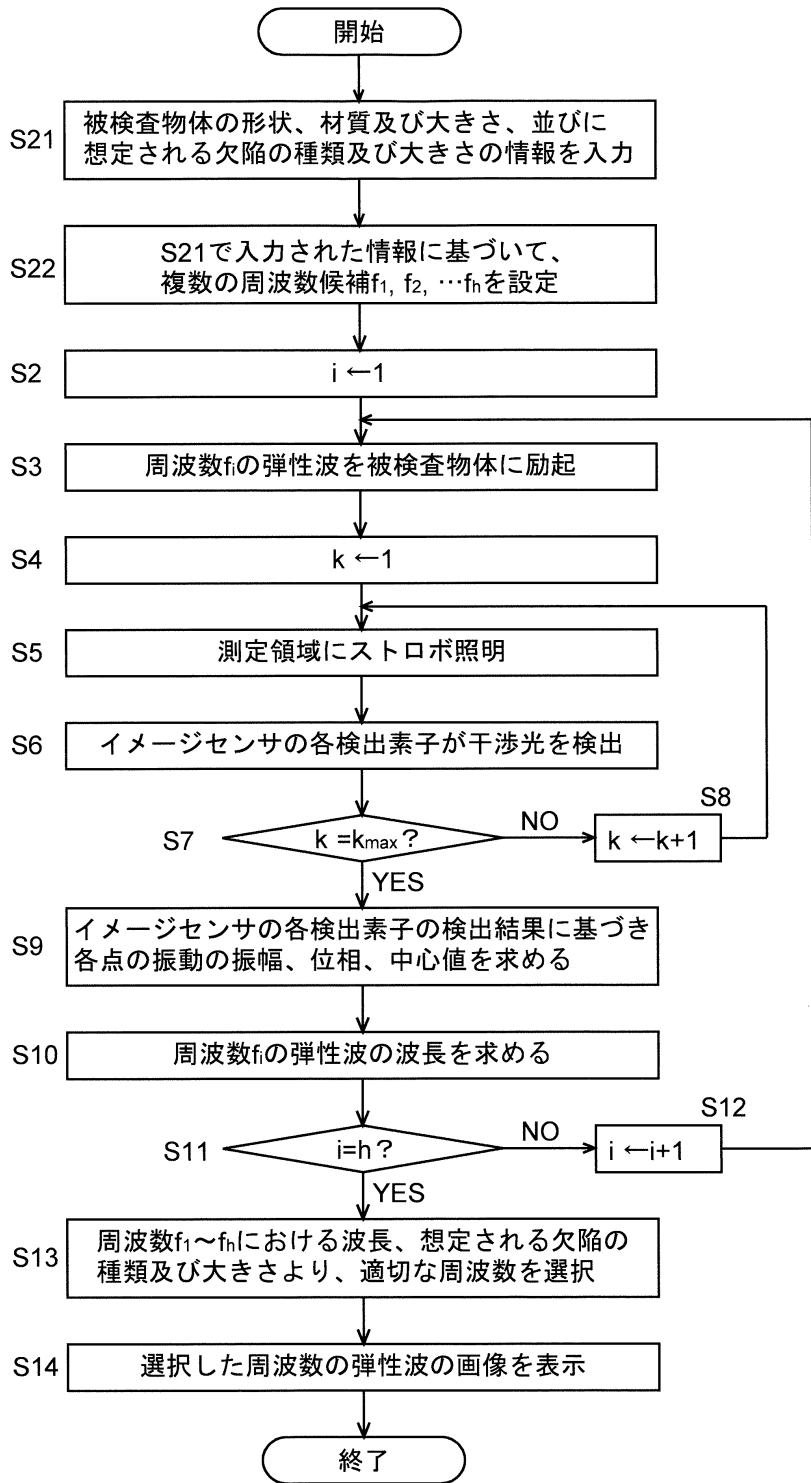 開始
S21
被検査物体の形状、材質及び大きさ、並びに
想定される欠陥の種類及び大きさの情報を入力
S22
S21で入力された情報に基づいて、
複数の周波数候補f1, f2, …fhを設定
S2
i ←1
S3
周波数fiの弾性波を被検査物体に励起
S4
k ←1
S5
測定領域にストロボ照明
S6
イメージセンサの各検出素子が干渉光を検出
S7
k =kmax？
NO
S8
k ←k+1
YES
S9
イメージセンサの各検出素子の検出結果に基づき
各点の振動の振幅、位相、中心値を求める
S10
周波数fiの弾性波の波長を求める
S11
i=h？
NO
S12
i ←i+1
YES
S13
周波数f1～fhにおける波長、想定される欠陥の
種類及び大きさより、適切な周波数を選択
S14
選択した周波数の弾性波の画像を表示
終了